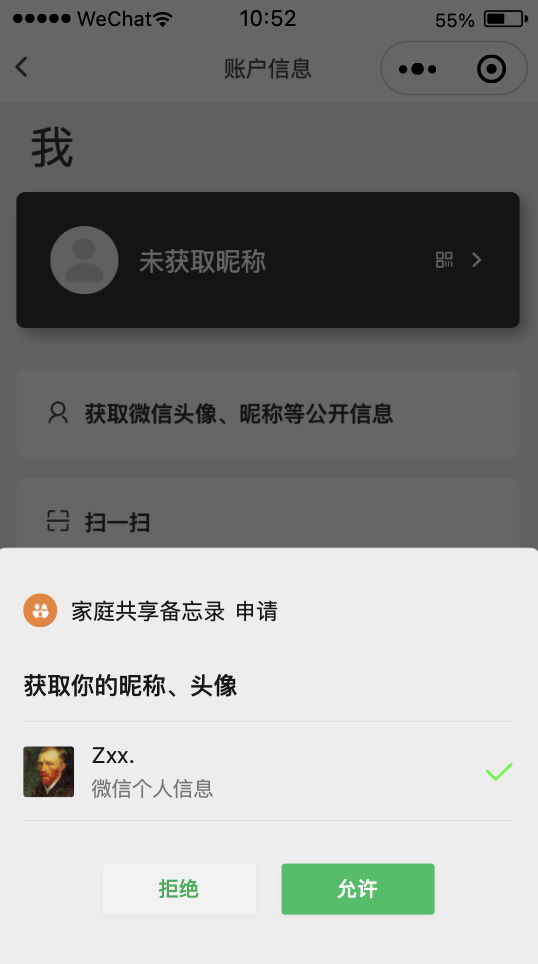 WeChat 10:52 55%
账户信息
我
未获取昵称
获取微信头像、昵称等公开信息
扫一扫
家庭共享备忘录 申请
获取你的昵称、头像
Zxx.
微信个人信息
拒绝 允许